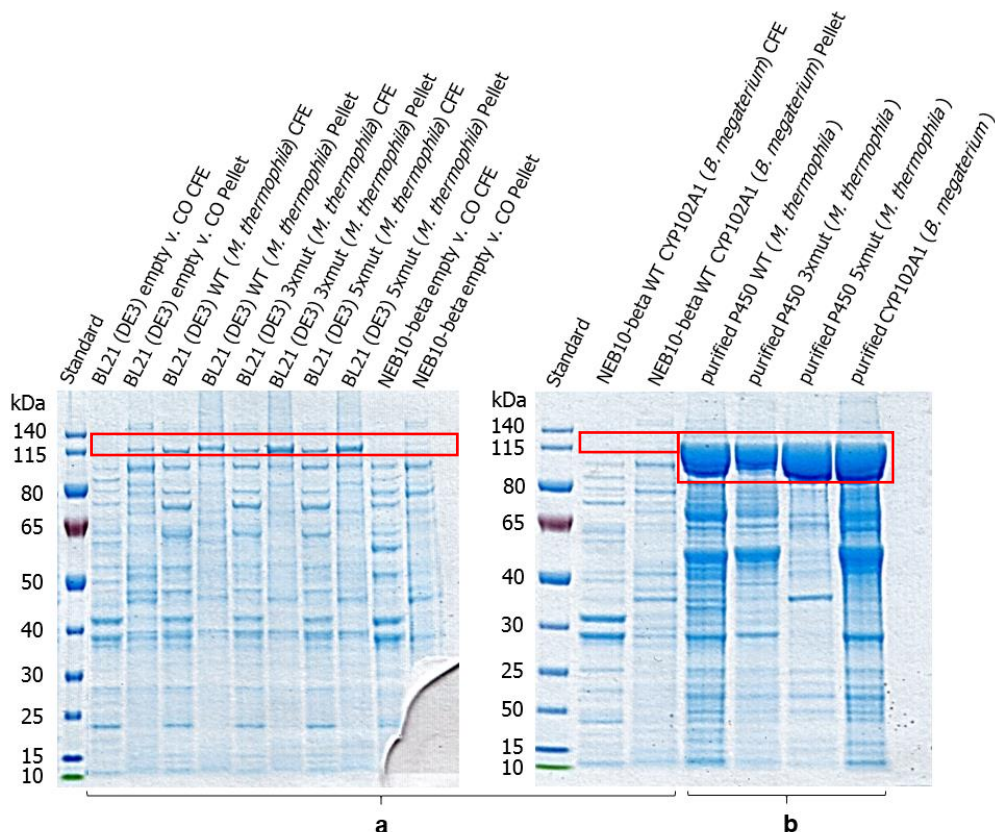 Standard
BL21 (DE3) empty v. CO CFE
BL21 (DE3) empty v. CO Pellet
BL21 (DE3) WT (M. thermophila) CFE
BL21 (DE3) WT (M. thermophila) Pellet
BL21 (DE3) 3xmut (M. thermophila) CFE
BL21 (DE3) 3xmut (M. thermophila) Pellet
BL21 (DE3) 5xmut (M. thermophila) CFE
BL21 (DE3) 5xmut (M. thermophila) Pellet
NEB10-beta empty v. CO CFE
NEB10-beta empty v. CO Pellet
kDa
140
115
80
65
50
40
30
25
15
10
Standard
NEB10-beta WT CYP102A1 (B. megaterium) CFE
NEB10-beta WT CYP102A1 (B. megaterium) Pellet
purified P450 WT (M. thermophila )
purified P450 3xmut (M. thermophila)
purified P450 5xmut (M. thermophila)
purified CYP102A1 (B. megaterium )
kDa
140
115
80
65
40
30
25
50
15
10
a
b